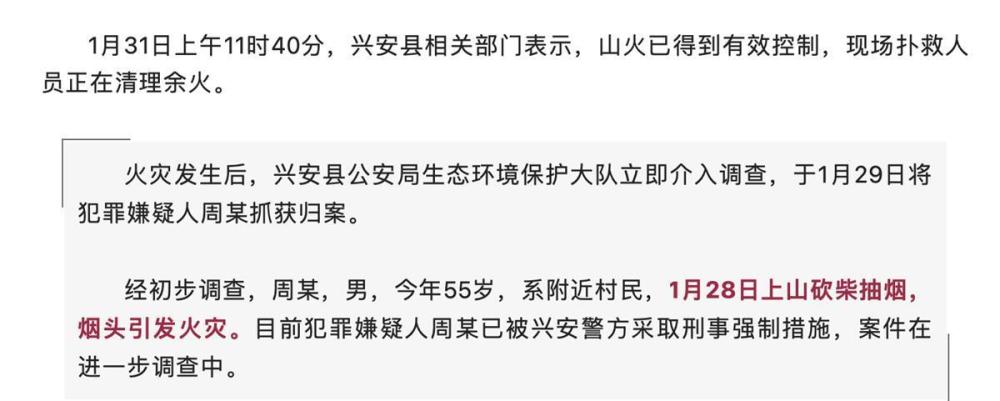 1月31日上午11时40分，兴安县相关部门表示，山火已得到有效控制，现场扑救人
员正在清理余火。
火灾发生后，兴安县公安局生态环境保护大队立即介入调查，于1月29日将
犯罪嫌疑人周某抓获归案。
经初步调查，周某，男，今年55岁，系附近村民，1月28日上山砍柴抽烟，
烟头引发火灾。目前犯罪嫌疑人周某已被兴安警方采取刑事强制措施，案件在
进一步调查中。